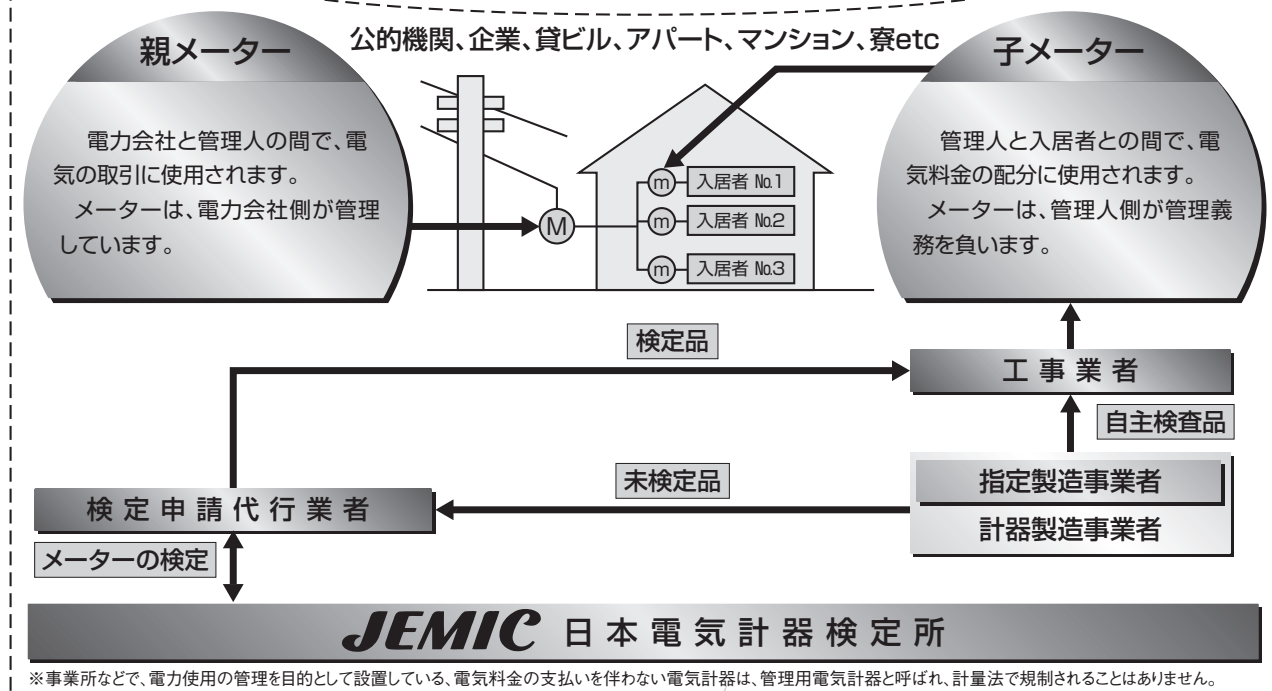 公的機関、企業、貸ビル、アパート、マンション、寮etc
親メーター
電力会社と管理人の間で、電
気の取引に使用されます。
メーターは、電力会社側が管理
しています。
M
m
入居者 №1
m
入居者 №2
m
入居者 №3
子メーター
管理人と入居者との間で、電
気料金の配分に使用されます。
メーターは、管理人側が管理義
務を負います。
検定品
工事業者
自主検査品
未検定品
指定製造事業者
計器製造事業者
検定申請代行業者
メーターの検定
JEMIC 日本電気計器検定所
※事業所などで、電力使用の管理を目的として設置している、電気料金の支払いを伴わない電気計器は、管理用電気計器と呼ばれ、計量法で規制されることはありません。